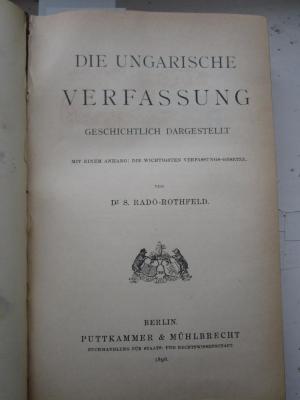 DIE UNGARISCHE
VERFASSUNG
GESCHICHTLICH DARGESTELLT
MIT EINEM ANHANG: DIE WICHTIGSTEN VERFASSUNGS-GESETZE.
VON
Dr S. RADÓ-ROTHFELD.
BERLIN.
PUTTKAMMER & MÜHLBRECHT
BUCHHANDLUNG FÜR STAATS- UND RECHTSWISSENSCHAFT.
1898.